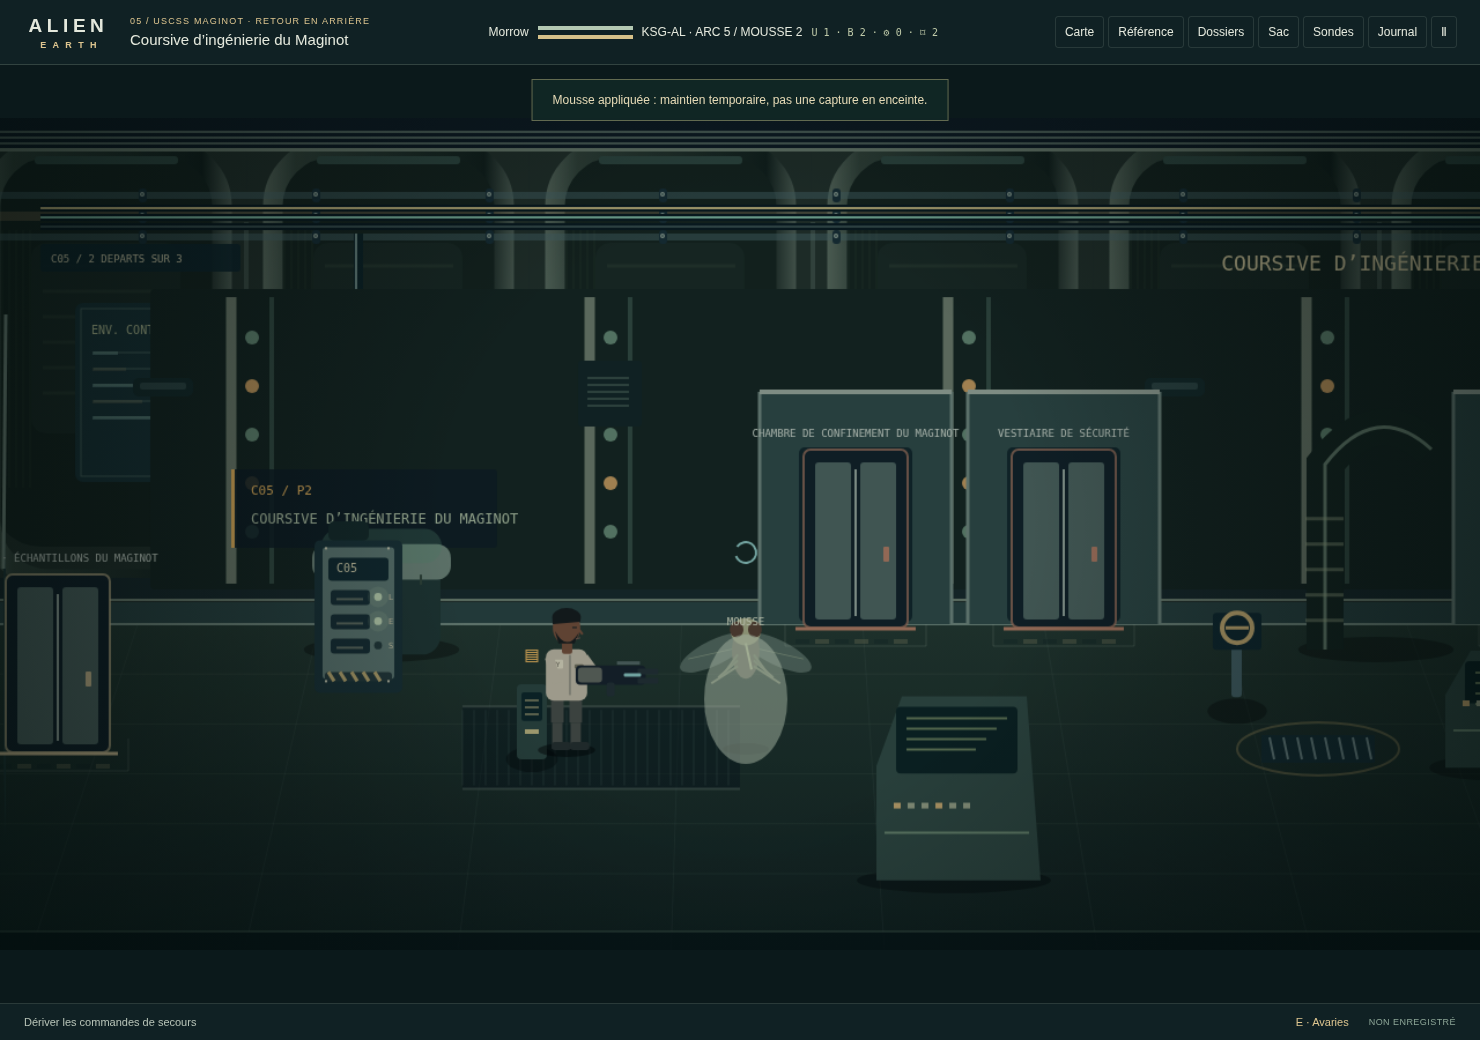 ALIEN
EARTH
05 / USCSS MAGINOT · RETOUR EN ARRIÈRE
Coursive d’ingénierie du Maginot
Morrow
KSG-AL · ARC 5 / MOUSSE 2
U 1 · B 2 · ⚙ 0 · ⌑ 2
Carte
Référence
Dossiers
Sac
Sondes
Journal
Ⅱ
Mousse appliquée : maintien temporaire, pas une capture en enceinte.
C05 / 2 DEPARTS SUR 3
COURSIVE D’INGÉNIERIE
ENV. CONT
CHAMBRE DE CONFINEMENT DU MAGINOT
VESTIAIRE DE SÉCURITÉ
C05 / P2
COURSIVE D’INGÉNIERIE DU MAGINOT
ÉCHANTILLONS DU MAGINOT
C05
L
E
S
MOUSSE
Dériver les commandes de secours
E · Avaries
NON ENREGISTRÉ